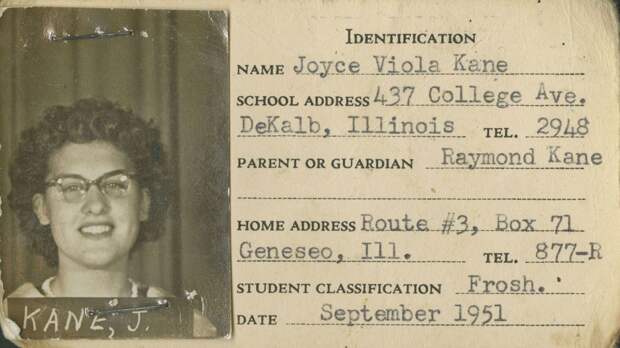 IDENTIFICATION
NAME Joyce Viola Kane
SCHOOL ADDRESS 437 College Ave.
DeKalb, Illinois TEL. 2948
PARENT OR GUARDIAN Raymond Kane
HOME ADDRESS Route #3, Box 71
Geneseo, Ill. TEL. 877-R
STUDENT CLASSIFICATION Frosh.
DATE September 1951
KANE, J.